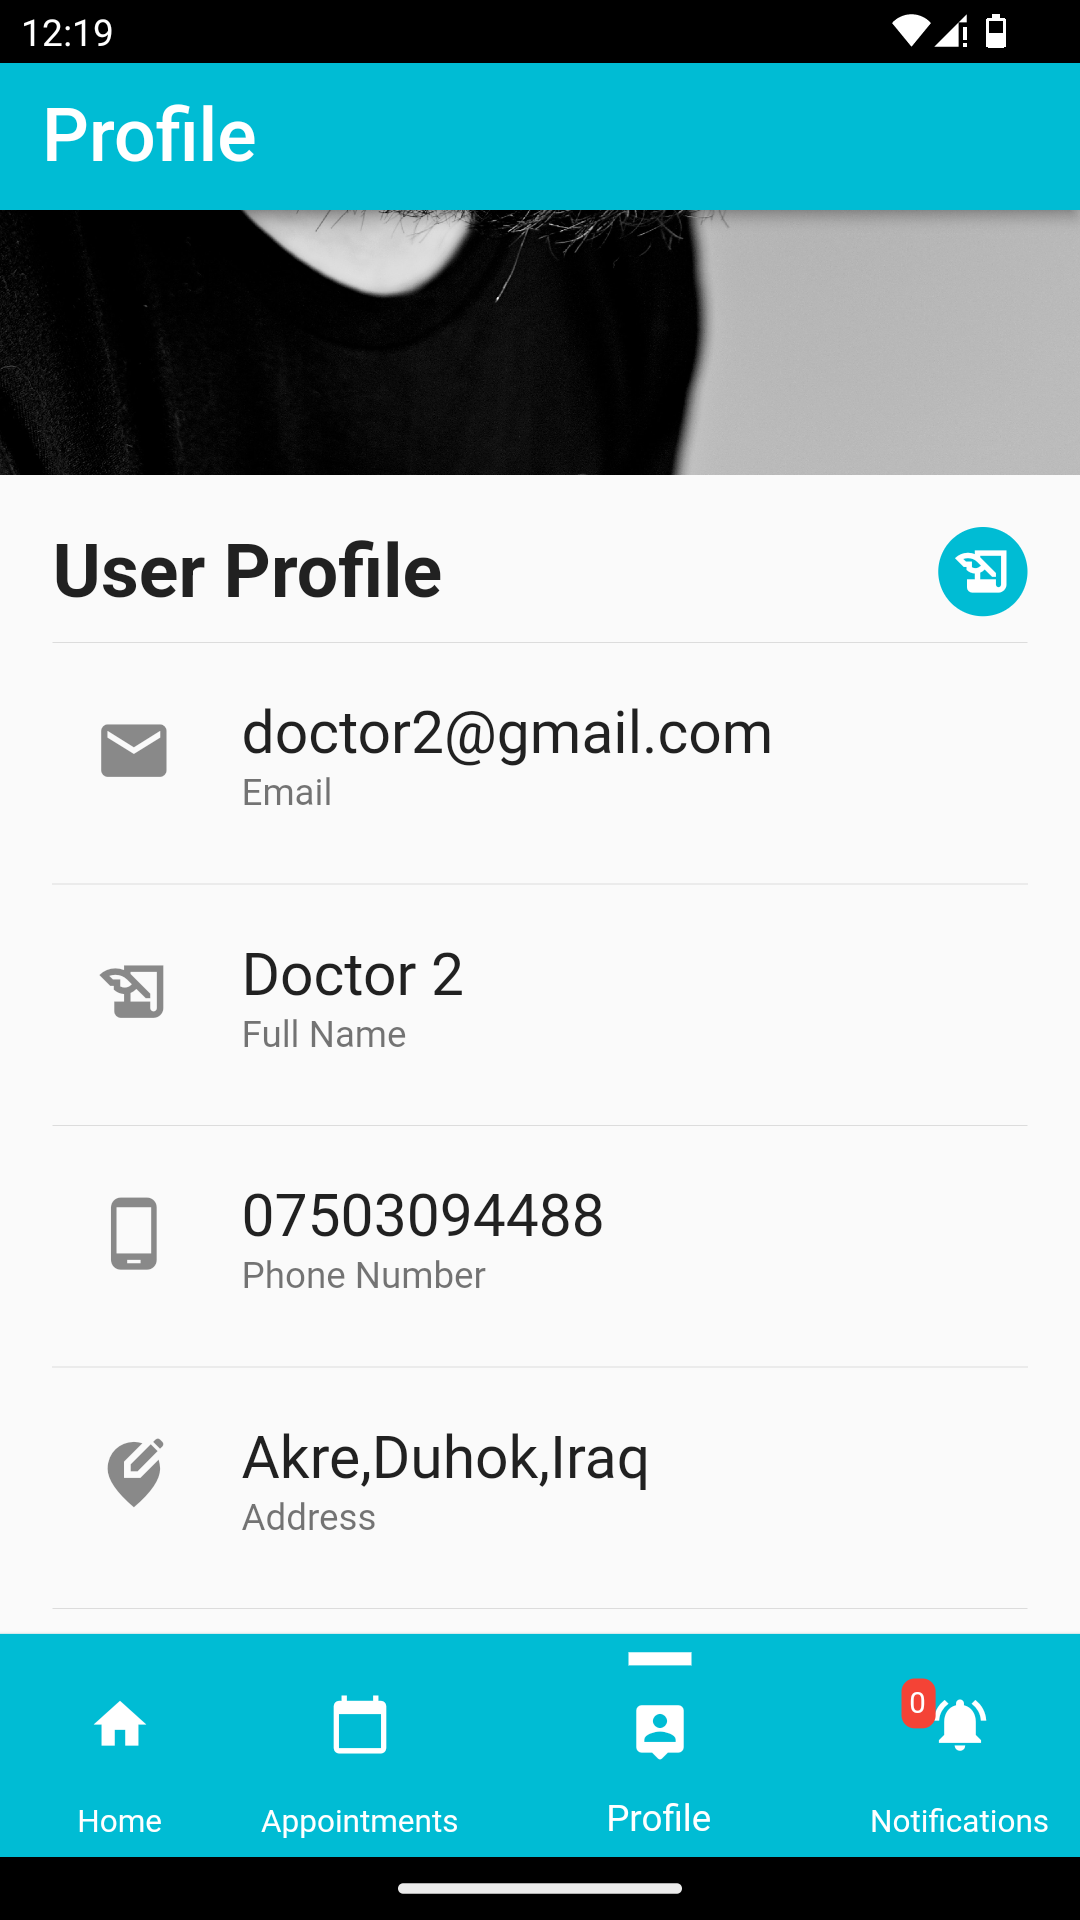 12:19
Profile
User Profile
doctor2@gmail.com
Email
Doctor 2
Full Name
07503094488
Phone Number
Akre,Duhok,Iraq
Address
0
Home
Appointments
Profile
Notifications